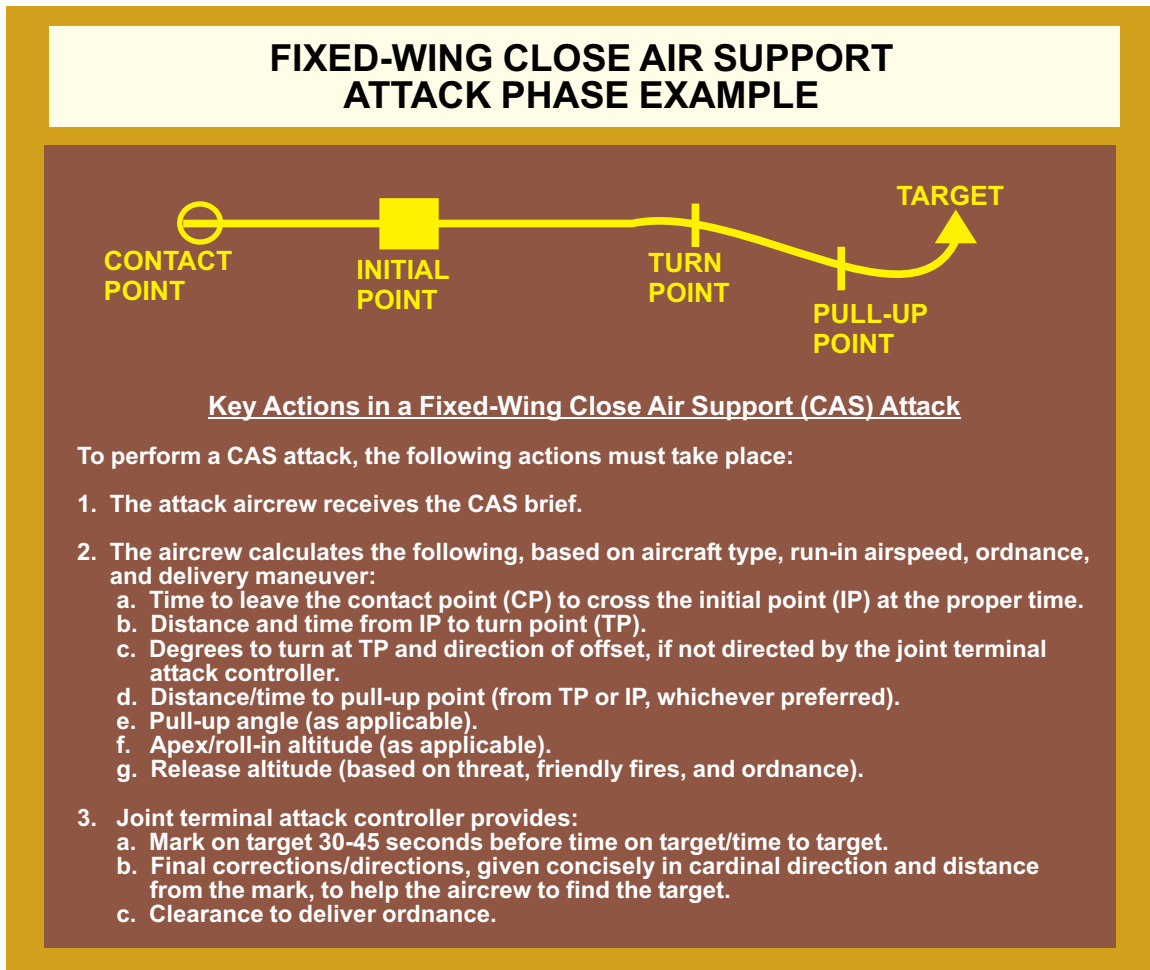 FIXED-WING CLOSE AIR SUPPORT
ATTACK PHASE EXAMPLE
TARGET
CONTACT
POINT
INITIAL
POINT
TURN
POINT
PULL-UP
POINT
Key Actions in a Fixed-Wing Close Air Support (CAS) Attack
To perform a CAS attack, the following actions must take place:
1. The attack aircrew receives the CAS brief.
2. The aircrew calculates the following, based on aircraft type, run-in airspeed, ordnance,
and delivery maneuver:
a. Time to leave the contact point (CP) to cross the initial point (IP) at the proper time.
b. Distance and time from IP to turn point (TP).
c. Degrees to turn at TP and direction of offset, if not directed by the joint terminal
attack controller.
d. Distance/time to pull-up point (from TP or IP, whichever preferred).
e. Pull-up angle (as applicable).
f. Apex/roll-in altitude (as applicable).
g. Release altitude (based on threat, friendly fires, and ordnance).
3. Joint terminal attack controller provides:
a. Mark on target 30-45 seconds before time on target/time to target.
b. Final corrections/directions, given concisely in cardinal direction and distance
from the mark, to help the aircrew to find the target.
c. Clearance to deliver ordnance.